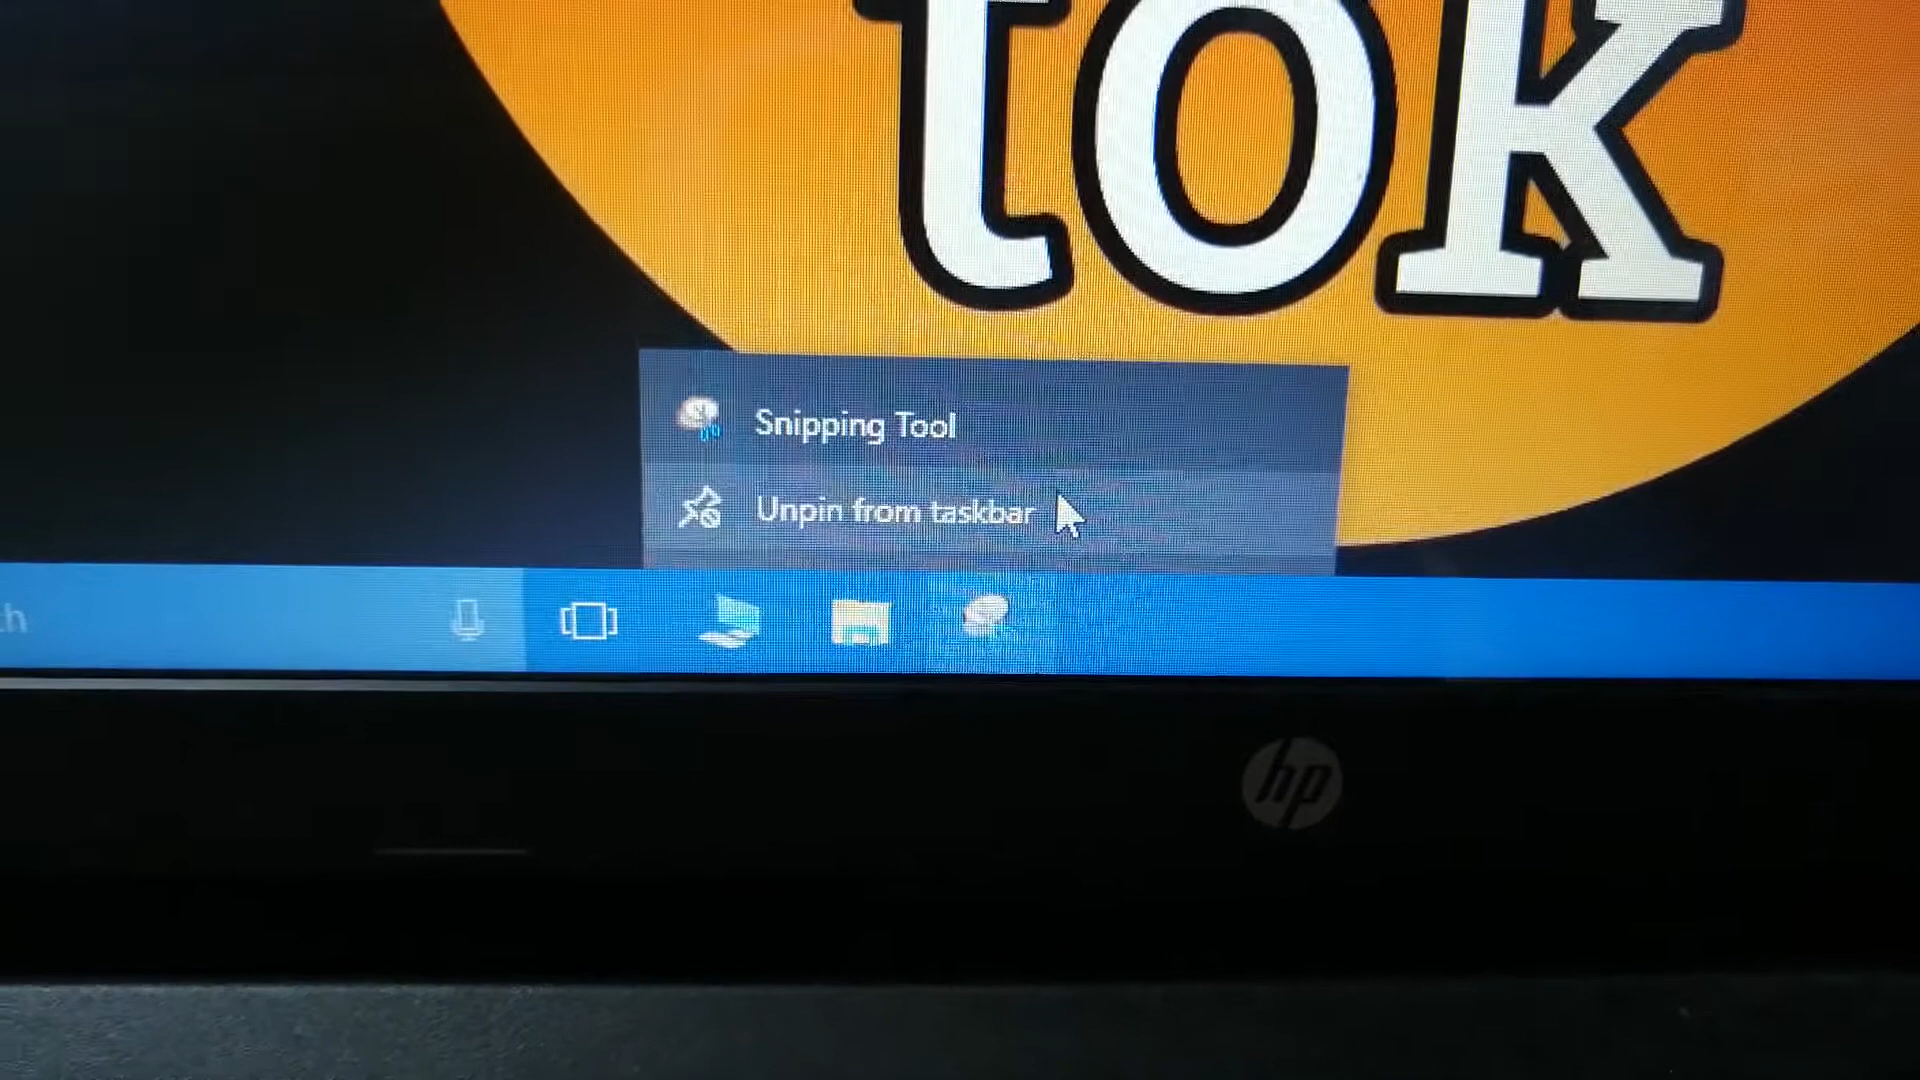 tok
Snipping Tool
Unpin from taskbar
h
hp